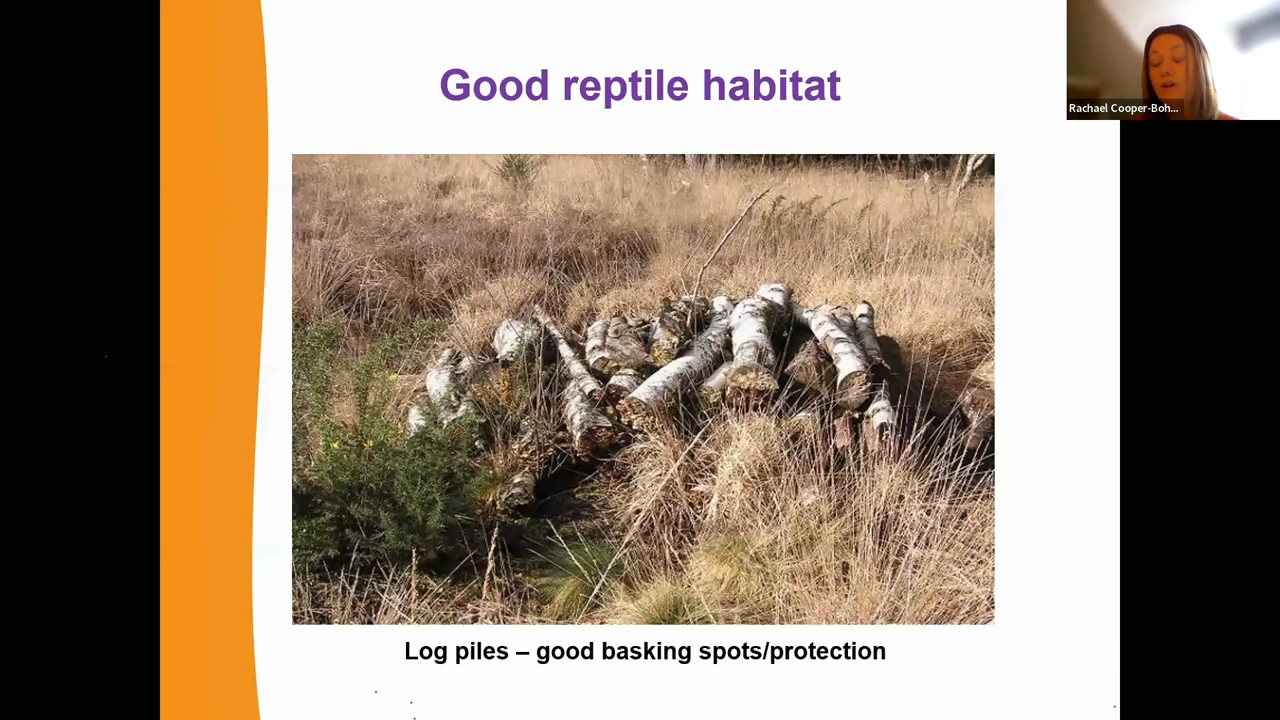 Good reptile habitat
Rachael Cooper-Boh...
Log piles – good basking spots/protection